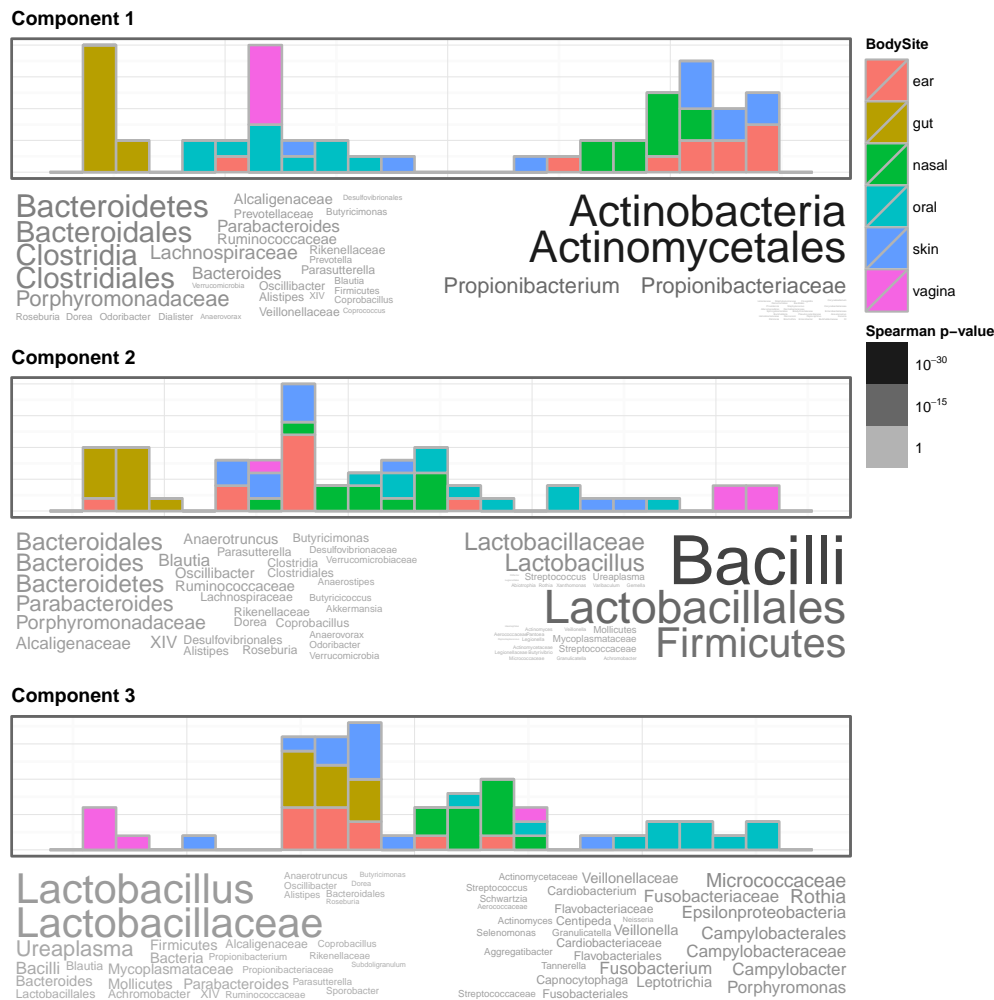 Component 1
BodySite
ear
gut
nasal
oral
skin
vagina
Spearman p−value
10−30
10−15
1
Bacteroidetes Alcaligenaceae Desulfovibrionales
Prevotellaceae Butyricimonas
Bacteroidales Parabacteroides
Ruminococcaceae
Clostridia Lachnospiraceae Rikenellaceae
Prevotella
Clostridiales Bacteroides Parasutterella
Verrucomicrobia Oscillibacter Blautia
Firmicutes
Porphyromonadaceae Alistipes XIV Coprobacillus
Roseburia Dorea Odoribacter Dialister Anaerovorax Veillonellaceae Coprococcus
Actinobacteria
Actinomycetales
Propionibacterium Propionibacteriaceae
Component 2
Bacteroidales Anaerotruncus Butyricimonas
Parasutterella Desulfovibrionaceae
Bacteroides Blautia Clostridia Verrucomicrobiaceae
Oscillibacter Clostridiales
Bacteroidetes Ruminococcaceae Anaerostipes
Parabacteroides Lachnospiraceae Butyricicoccus
Rikenellaceae Akkermansia
Porphyromonadaceae Dorea Coprobacillus
Alcaligenaceae XIV Desulfovibrionales Anaerovorax
Odoribacter
Alistipes Roseburia Verrucomicrobia
Lactobacillaceae Bacilli
Lactobacillus
Streptococcus Ureaplasma
Lactobacillales
Mollicutes
Mycoplasmataceae Firmicutes
Streptococcaceae
Component 3
Lactobacillus Anaerotruncus Butyricimonas
Oscillibacter Dorea
Alistipes Bacteroidales
Roseburia
Lactobacillaceae
Ureaplasma Firmicutes Alcaligenaceae Coprobacillus
Bacteria Propionibacterium Rikenellaceae
Bacilli Blautia Mycoplasmataceae Propionibacteriaceae Subdoligranulum
Bacteroides Mollicutes Parabacteroides Parasutterella
Lactobacillales Achromobacter XIV Ruminococcaceae Sporobacter
Actinomycetaceae Veillonellaceae Micrococcaceae
Streptococcus Cardiobacterium Fusobacteriaceae Rothia
Schwartzia
Aerococcaceae Flavobacteriaceae Epsilonproteobacteria
Actinomyces Centipeda Neisseria
Selenomonas Granulicatella Veillonella Campylobacterales
Cardiobacteriaceae
Aggregatibacter Flavobacteriales Campylobacteraceae
Tannerella Fusobacterium Campylobacter
Capnocytophaga Leptotrichia Porphyromonas
Streptococcaceae Fusobacteriales